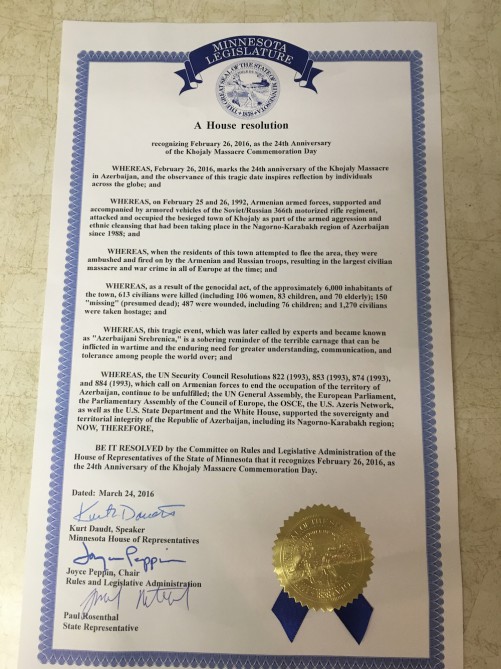 MINNESOTA
LEGISLATURE
A House resolution
recognizing February 26, 2016, as the 24th Anniversary
of the Khojaly Massacre Commemoration Day
WHEREAS, February 26, 2016, marks the 24th anniversary of the Khojaly Massacre
in Azerbaijan, and the observance of this tragic date inspires reflection by individuals
across the globe; and
WHEREAS, on February 25 and 26, 1992, Armenian armed forces, supported and
accompanied by armored vehicles of the Soviet/Russian 366th motorized rifle regiment,
attacked and occupied the besieged town of Khojaly as part of the armed aggression and
ethnic cleansing that had been taking place in the Nagorno-Karabakh region of Azerbaijan
since 1988; and
WHEREAS, when the residents of this town attempted to flee the area, they were
ambushed and fired on by the Armenian and Russian troops, resulting in the largest civilian
massacre and war crime in all of Europe at the time; and
WHEREAS, as a result of the genocidal act, of the approximately 6,000 inhabitants of
the town, 613 civilians were killed (including 106 women, 83 children, and 70 elderly); 150
"missing" (presumed dead); 487 were wounded, including 76 children; and 1,270 civilians
were taken hostage; and
WHEREAS, this tragic event, which was later called by experts and became known
as "Azerbaijani Srebrenica," is a sobering reminder of the terrible carnage that can be
inflicted in wartime and the enduring need for greater understanding, communication, and
tolerance among people the world over; and
WHEREAS, the UN Security Council Resolutions 822 (1993), 853 (1993), 874 (1993),
and 884 (1993), which call on Armenian forces to end the occupation of the territory of
Azerbaijan, continue to be unfulfilled; the UN General Assembly, the European Parliament,
the Parliamentary Assembly of the Council of Europe, the OSCE, the U.S. Azeris Network,
as well as the U.S. State Department and the White House, supported the sovereignty and
territorial integrity of the Republic of Azerbaijan, including its Nagorno-Karabakh region;
NOW, THEREFORE,
BE IT RESOLVED by the Committee on Rules and Legislative Administration of the
House of Representatives of the State of Minnesota that it recognizes February 26, 2016, as
the 24th Anniversary of the Khojaly Massacre Commemoration Day.
Dated: March 24, 2016
Kurt Daudt
Kurt Daudt, Speaker
Minnesota House of Representatives
Joyce Peppin
Joyce Peppin, Chair
Rules and Legislative Administration
Paul Rosenthal
State Representative